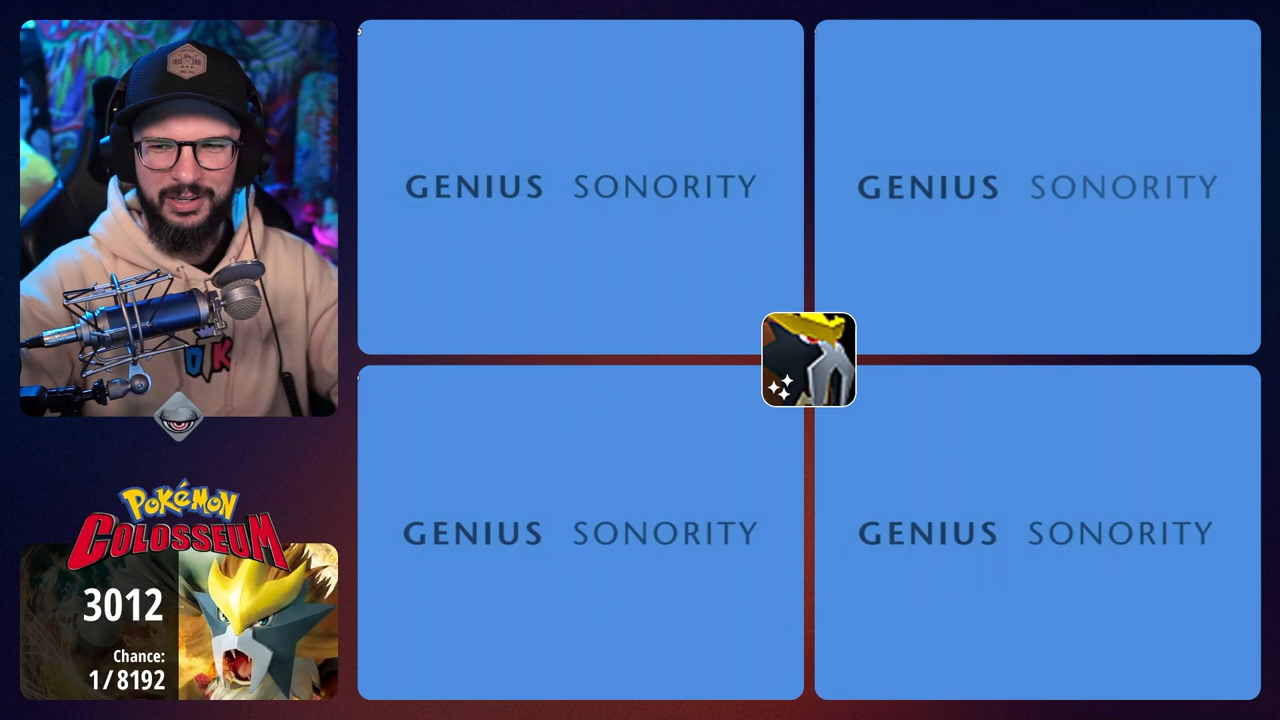 GENIUS SONORITY
GENIUS SONORITY
GENIUS SONORITY
GENIUS SONORITY
POKéMON
COLOSSEUM
3012
Chance:
1/8192